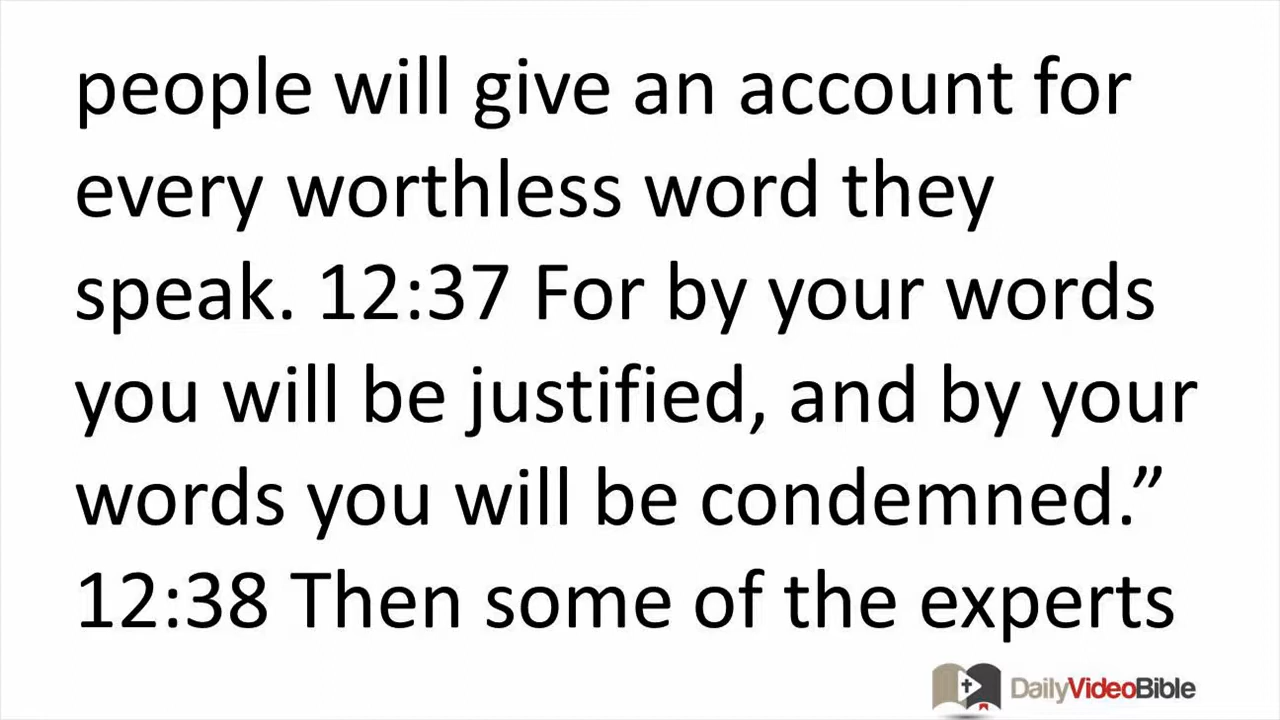 people will give an account for
every worthless word they
speak. 12:37 For by your words
you will be justified, and by your
words you will be condemned.”
12:38 Then some of the experts
DailyVideoBible